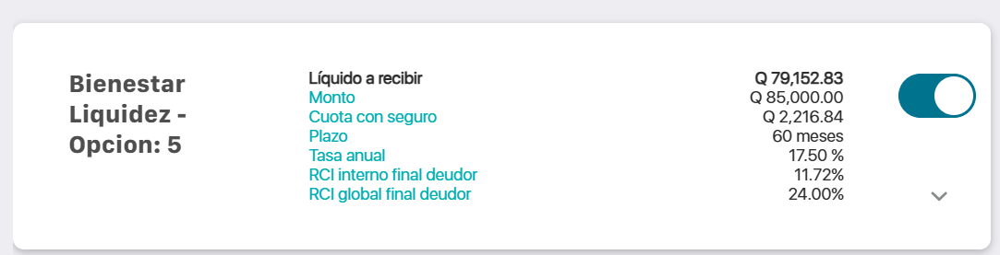 Bienestar
Liquidez -
Opcion: 5
Líquido a recibir Q 79,152.83
Monto Q 85,000.00
Cuota con seguro Q 2,216.84
Plazo 60 meses
Tasa anual 17.50 %
RCI interno final deudor 11.72%
RCI global final deudor 24.00%